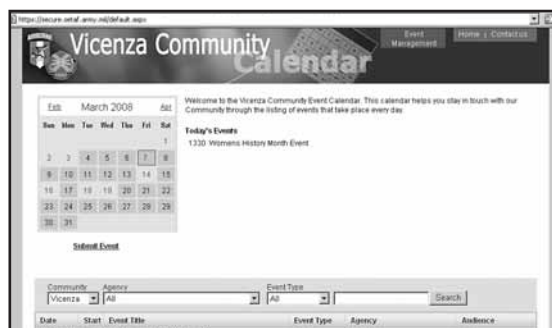 https://secure.setaf.army.mil/default.aspx
Vicenza Community
Calendar
Event
Management
Home | Contact us
Feb March 2008 Apr
Sun Mon Tue Wed Thu Fri Sat
1
2 3 4 5 6 7 8
9 10 11 12 13 14 15
16 17 18 19 20 21 22
23 24 25 26 27 28 29
30 31
Submit Event
Welcome to the Vicenza Community Event Calendar. This calendar helps you stay in touch with our
Community through the listing of events that take place every day.
Today's Events
1330 Womens History Month Event
Community Agency Event Type
Vicenza All All Search
Date Start Event Title Event Type Agency Audience